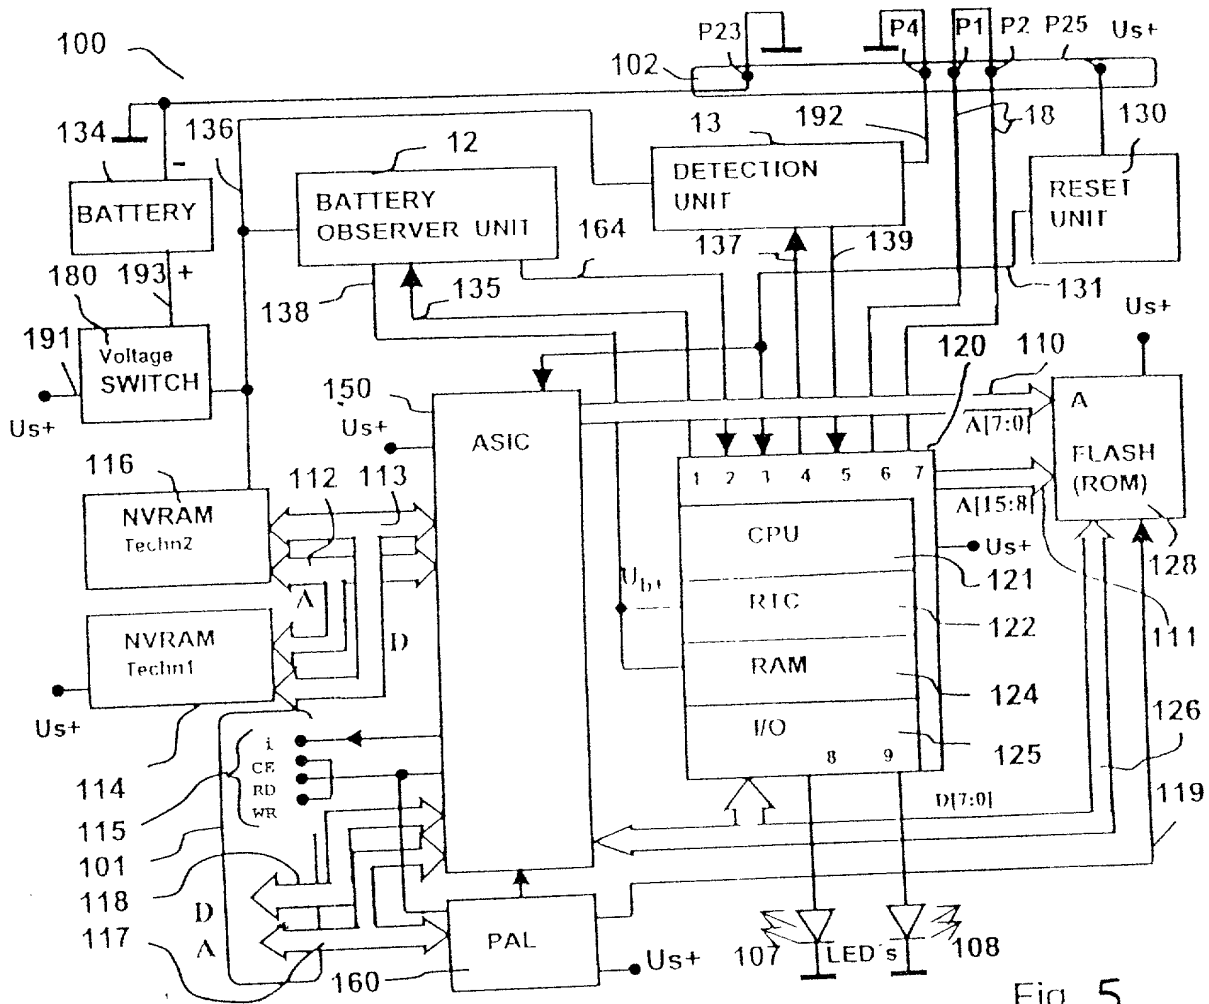 P23
P4
P1
P2
P25
Us+
100
102
134
136
12
13
192
18
130
-
BATTERY
BATTERY
OBSERVER UNIT
DETECTION
UNIT
RESET
UNIT
164
137
139
193
+
180
138
135
131
Us+
191
Voltage
SWITCH
150
120
110
Us+
Us+
ASIC
A[7:0]
A
FLASH
(ROM)
116
112
113
1 2 3 4 5 6 7
NVRAM
Techn2
A[15:8]
CPU
Us+
121
128
Ub+
A
RTC
122
111
NVRAM
Techn1
D
RAM
124
Us+
126
I/O
125
i
CE
RD
WR
8 9
114
115
D[7:0]
119
101
118
D
A
117
PAL
160
Us+
107
LED's
108
Fig. 5